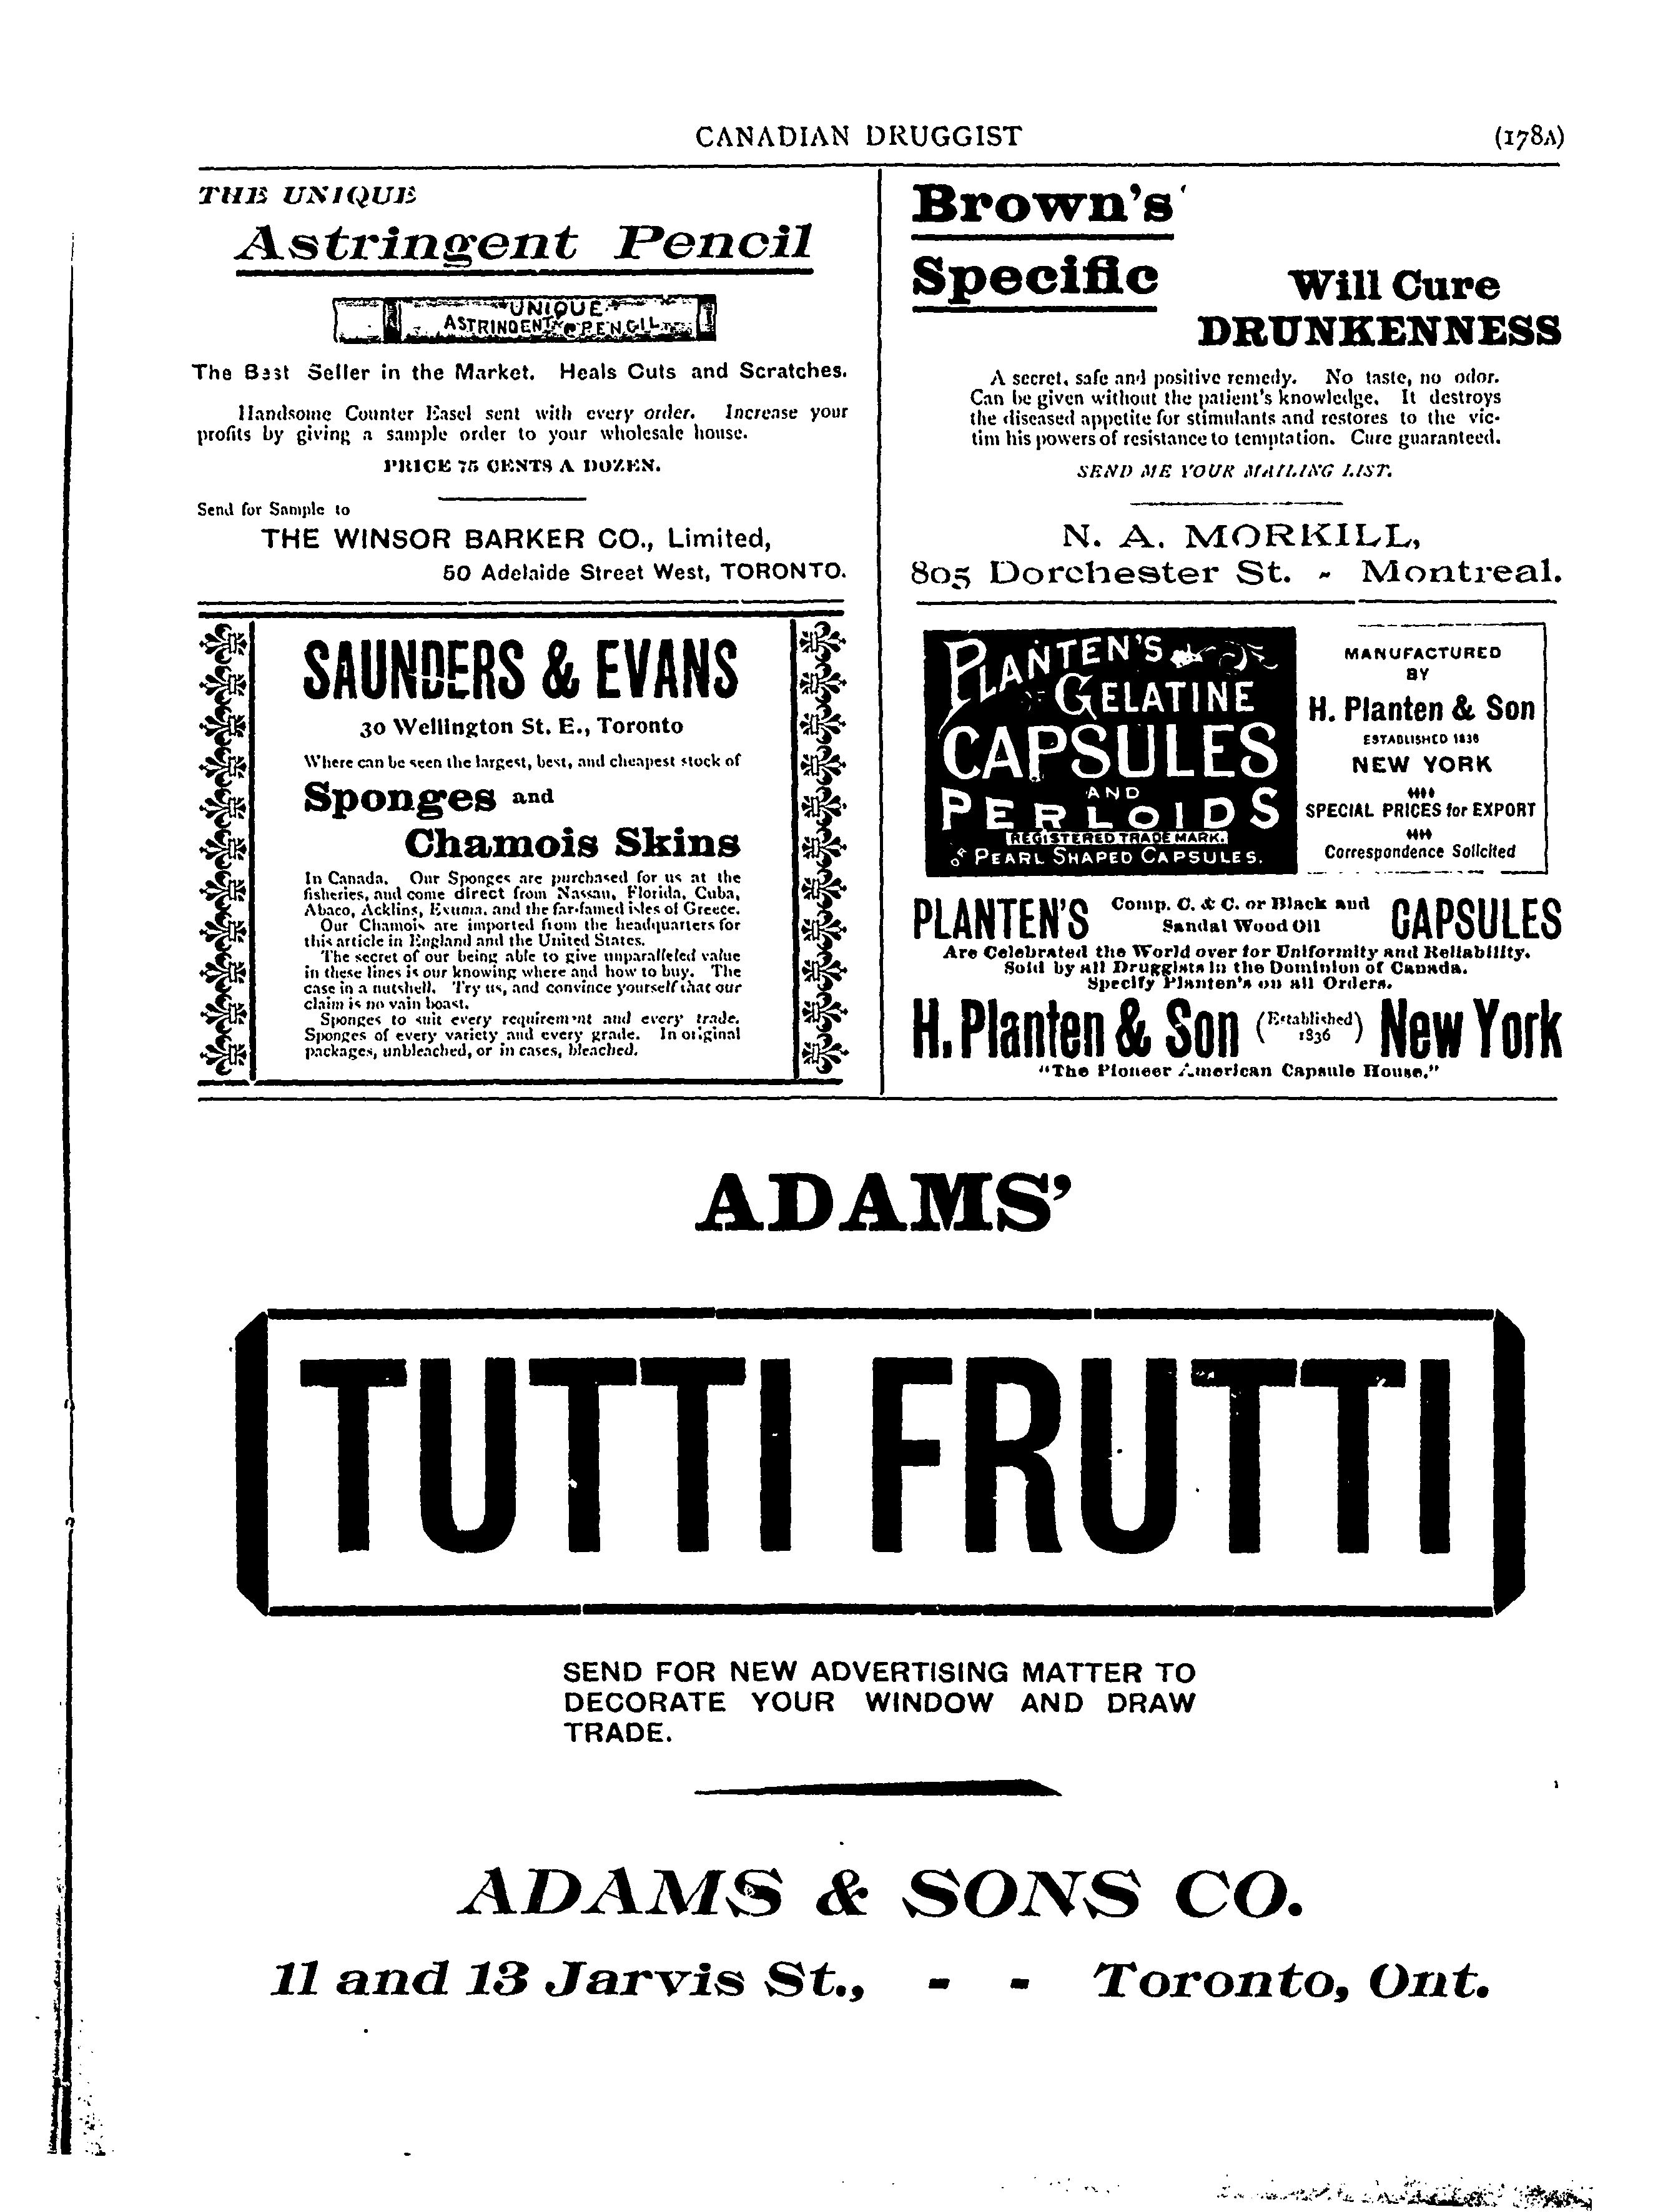 CANADIAN DRUGGIST
(178A)
THE UNIQUE
Astringent Pencil
"UNIQUE"
ASTRINGENT PENCIL
The Best Seller in the Market. Heals Cuts and Scratches.
Handsome Counter Easel sent with every order. Increase your
profits by giving a sample order to your wholesale house.
PRICE 75 CENTS A DOZEN.
Send for Sample to
THE WINSOR BARKER CO., Limited,
50 Adelaide Street West, TORONTO.
SAUNDERS & EVANS
30 Wellington St. E., Toronto
Where can be seen the largest, best, and cheapest stock of
Sponges and
Chamois Skins
In Canada. Our Sponges are purchased for us at the
fisheries, and come direct from Nassau, Florida, Cuba,
Abaco, Acklins, Exuma, and the far-famed isles of Greece.
Our Chamois are imported from the headquarters for
this article in England and the United States.
The secret of our being able to give unparalleled value
in these lines is our knowing where and how to buy. The
case in a nutshell. Try us, and convince yourself that our
claim is no vain boast.
Sponges to suit every requirement and every trade.
Sponges of every variety and every grade. In original
packages, unbleached, or in cases, bleached.
Brown's
Specific
Will Cure
DRUNKENNESS
A secret, safe and positive remedy. No taste, no odor.
Can be given without the patient's knowledge. It destroys
the diseased appetite for stimulants and restores to the vic-
tim his powers of resistance to temptation. Cure guaranteed.
SEND ME YOUR MAILING LIST.
N. A. MORKILL,
805 Dorchester St. - Montreal.
PLANTEN'S
GELATINE
CAPSULES
AND
PERLOIDS
REGISTERED TRADE MARK.
OR PEARL SHAPED CAPSULES.
MANUFACTURED
BY
H. Planten & Son
ESTABLISHED 1836
NEW YORK
SPECIAL PRICES for EXPORT
Correspondence Solicited
PLANTEN'S Comp. C. & C. or Black and Sandal Wood Oil CAPSULES
Are Celebrated the World over for Uniformity and Reliability.
Sold by all Druggists in the Dominion of Canada.
Specify Planten's on all Orders.
H. Planten & Son (Established 1836) New York
"The Pioneer American Capsule House."
ADAMS'
TUTTI FRUTTI
SEND FOR NEW ADVERTISING MATTER TO
DECORATE YOUR WINDOW AND DRAW
TRADE.
ADAMS & SONS CO.
11 and 13 Jarvis St., - - Toronto, Ont.